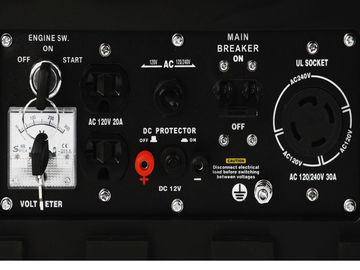 ENGINE SW.
ON
OFF START
VOLT METER
AC 120V 20A
120V AC 120/240V
DC PROTECTOR
OFF ON
DC 12V
MAIN
BREAKER
ON
OFF
CAUTION
Disconnect electrical
load before switching
between voltages
UL SOCKET
AC240V
AC120V
AC120V
AC 120/240V 30A